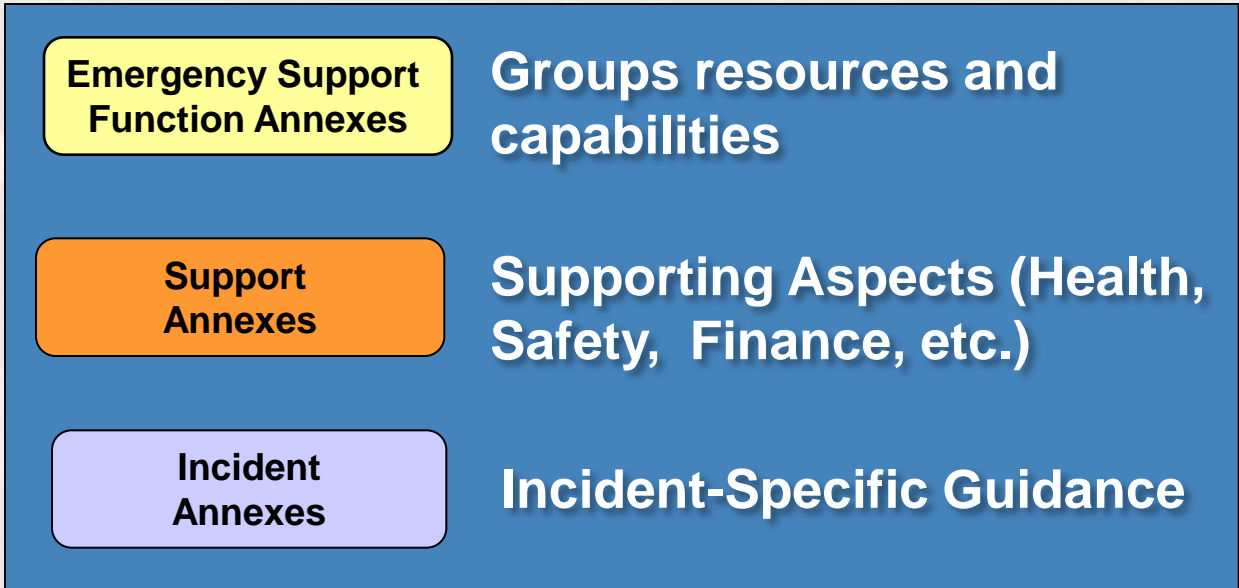 Emergency Support
Function Annexes
Groups resources and
capabilities
Support
Annexes
Supporting Aspects (Health,
Safety, Finance, etc.)
Incident
Annexes
Incident-Specific Guidance